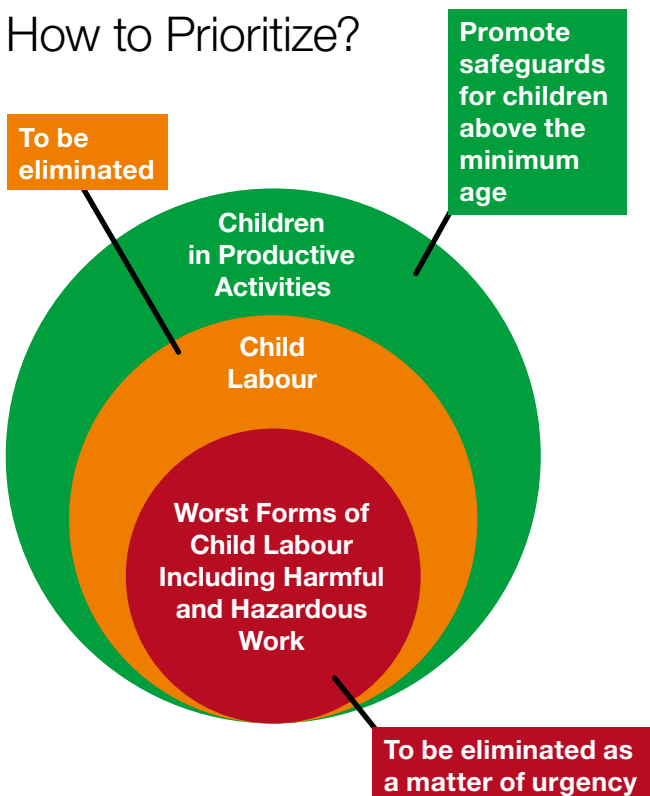 How to Prioritize?
Promote
safeguards
for children
above the
minimum
age
To be
eliminated
Children
in Productive
Activities
Child
Labour
Worst Forms of
Child Labour
Including Harmful
and Hazardous
Work
To be eliminated as
a matter of urgency